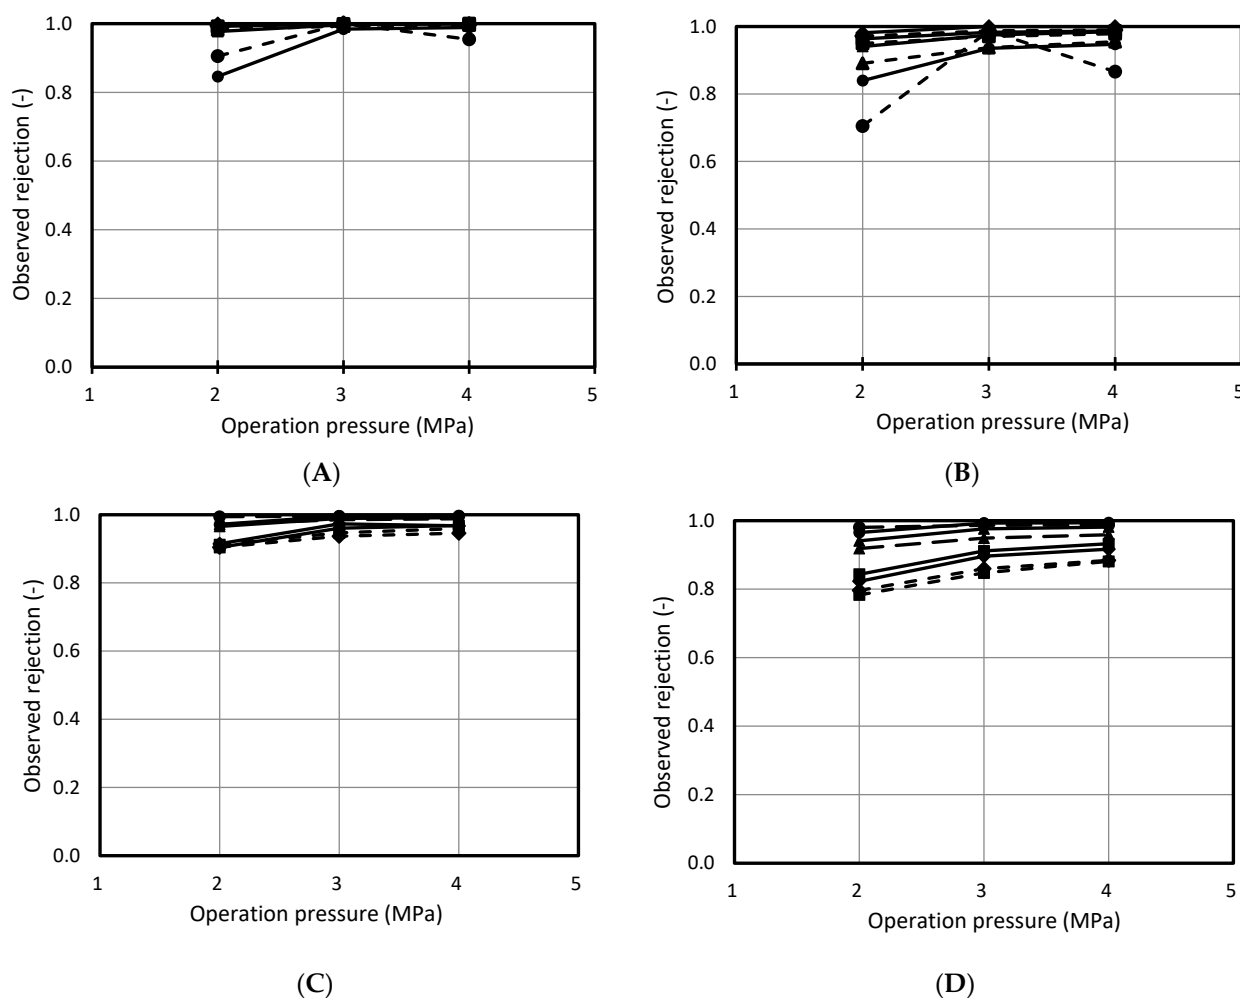 1.0
0.8
0.6
0.4
0.2
0.0
Observed rejection (-)
1 2 3 4 5
Operation pressure (MPa)
(A)
1.0
0.8
0.6
0.4
0.2
0.0
Observed rejection (-)
1 2 3 4 5
Operation pressure (MPa)
(B)
1.0
0.8
0.6
0.4
0.2
0.0
Observed rejection (-)
1 2 3 4 5
Operation pressure (MPa)
(C)
1.0
0.8
0.6
0.4
0.2
0.0
Observed rejection (-)
1 2 3 4 5
Operation pressure (MPa)
(D)